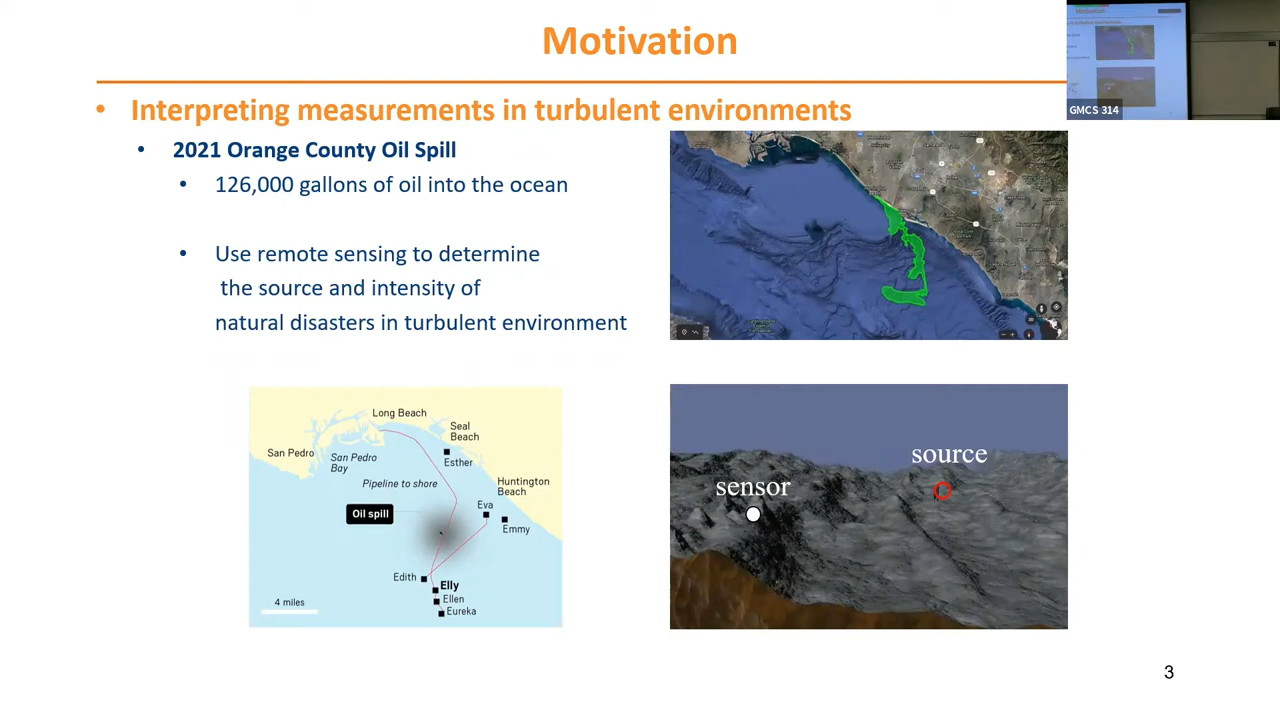 Motivation
GMCS 314
• Interpreting measurements in turbulent environments
• 2021 Orange County Oil Spill
• 126,000 gallons of oil into the ocean
• Use remote sensing to determine
the source and intensity of
natural disasters in turbulent environment
Long Beach
Seal
Beach
San Pedro
San Pedro
Bay
Esther
Pipeline to shore
Huntington
Beach
Eva
Oil spill
Emmy
Edith
Elly
Ellen
Eureka
4 miles
source
sensor
3